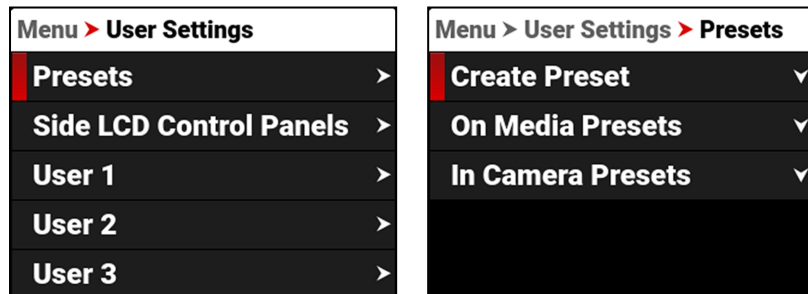 Menu > User Settings
Presets
Side LCD Control Panels
User 1
User 2
User 3
Menu > User Settings > Presets
Create Preset
On Media Presets
In Camera Presets